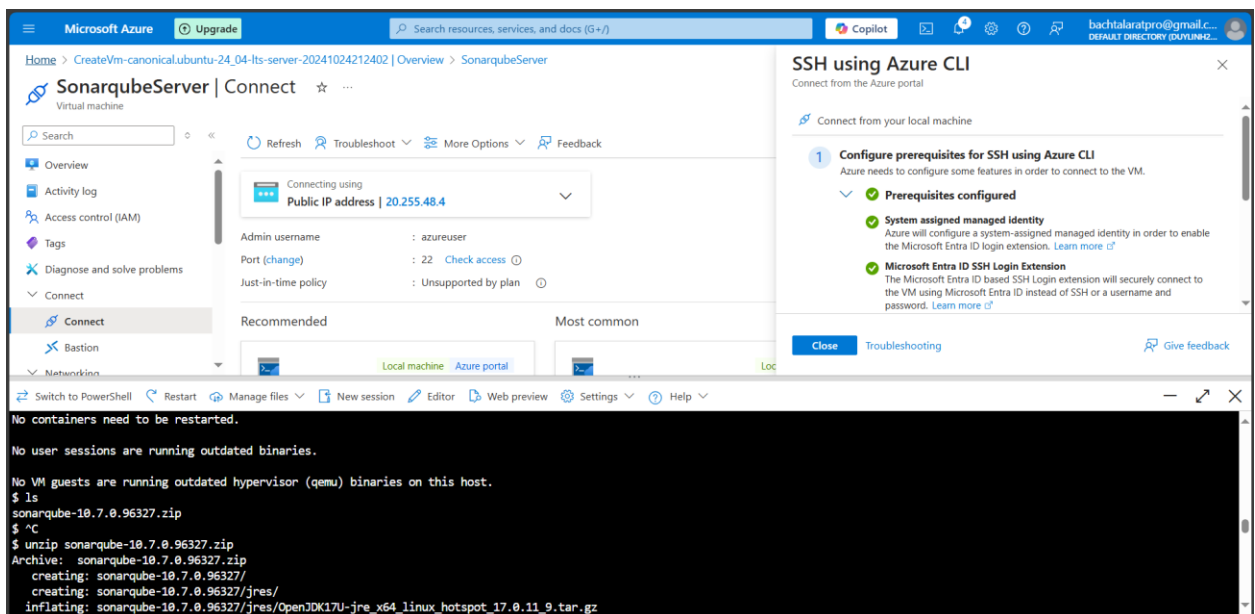 Microsoft Azure
Upgrade
Search resources, services, and docs (G+/)
Copilot
4
bachtalaratpro@gmail.c...
DEFAULT DIRECTORY (DUYLINH2...
Home > CreateVm-canonical.ubuntu-24_04-lts-server-20241024212402 | Overview > SonarqubeServer
SonarqubeServer | Connect ☆ ...
Virtual machine
Search
Overview
Activity log
Access control (IAM)
Tags
Diagnose and solve problems
Connect
Connect
Bastion
Networking
Refresh Troubleshoot More Options Feedback
Connecting using
Public IP address | 20.255.48.4
Admin username : azureuser
Port (change) : 22 Check access
Just-in-time policy : Unsupported by plan
Recommended Most common
Local machine Azure portal
Loc
SSH using Azure CLI
Connect from the Azure portal
Connect from your local machine
1 Configure prerequisites for SSH using Azure CLI
Azure needs to configure some features in order to connect to the VM.
Prerequisites configured
System assigned managed identity
Azure will configure a system-assigned managed identity in order to enable
the Microsoft Entra ID login extension. Learn more
Microsoft Entra ID SSH Login Extension
The Microsoft Entra ID based SSH Login extension will securely connect to
the VM using Microsoft Entra ID instead of SSH or a username and
password. Learn more
Close Troubleshooting Give feedback
Switch to PowerShell Restart Manage files New session Editor Web preview Settings Help
No containers need to be restarted.
No user sessions are running outdated binaries.
No VM guests are running outdated hypervisor (qemu) binaries on this host.
$ ls
sonarqube-10.7.0.96327.zip
$ ^C
$ unzip sonarqube-10.7.0.96327.zip
Archive:  sonarqube-10.7.0.96327.zip
creating: sonarqube-10.7.0.96327/
creating: sonarqube-10.7.0.96327/jres/
inflating: sonarqube-10.7.0.96327/jres/OpenJDK17U-jre_x64_linux_hotspot_17.0.11_9.tar.gz